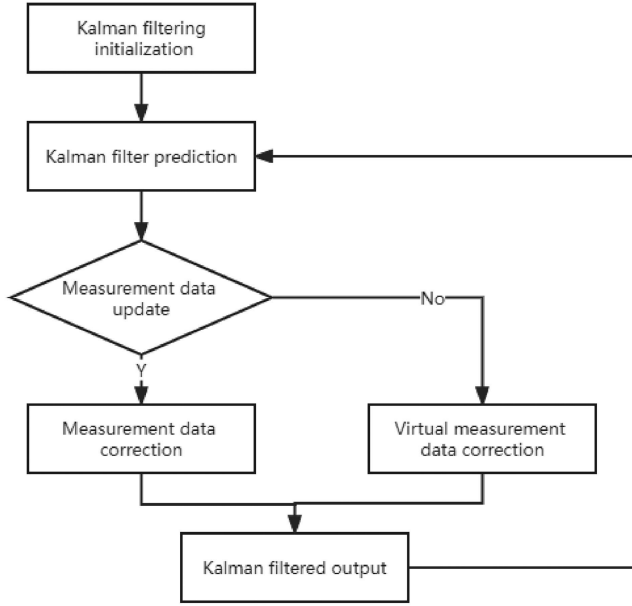 Kalman filtering
initialization
Kalman filter prediction
Measurement data
update
No
Y
Measurement data
correction
Virtual measurement
data correction
Kalman filtered output